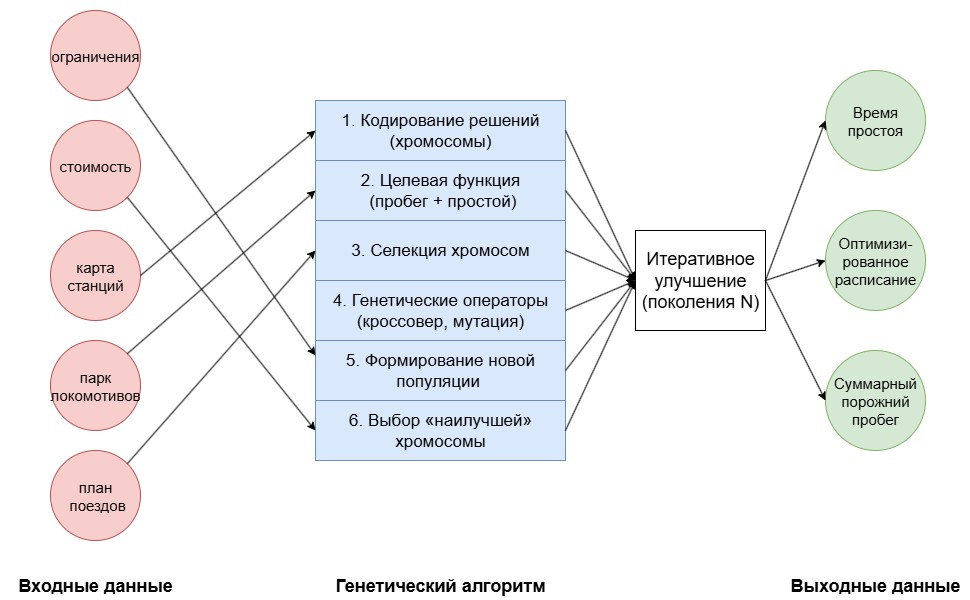 ограничения
стоимость
карта
станций
парк
локомотивов
план
поездов
Входные данные
1. Кодирование решений
(хромосомы)
2. Целевая функция
(пробег + простой)
3. Селекция хромосом
4. Генетические операторы
(кроссовер, мутация)
5. Формирование новой
популяции
6. Выбор «наилучшей»
хромосомы
Генетический алгоритм
Итеративное
улучшение
(поколения N)
Время
простоя
Оптимизи-
рованное
расписание
Суммарный
порожний
пробег
Выходные данные